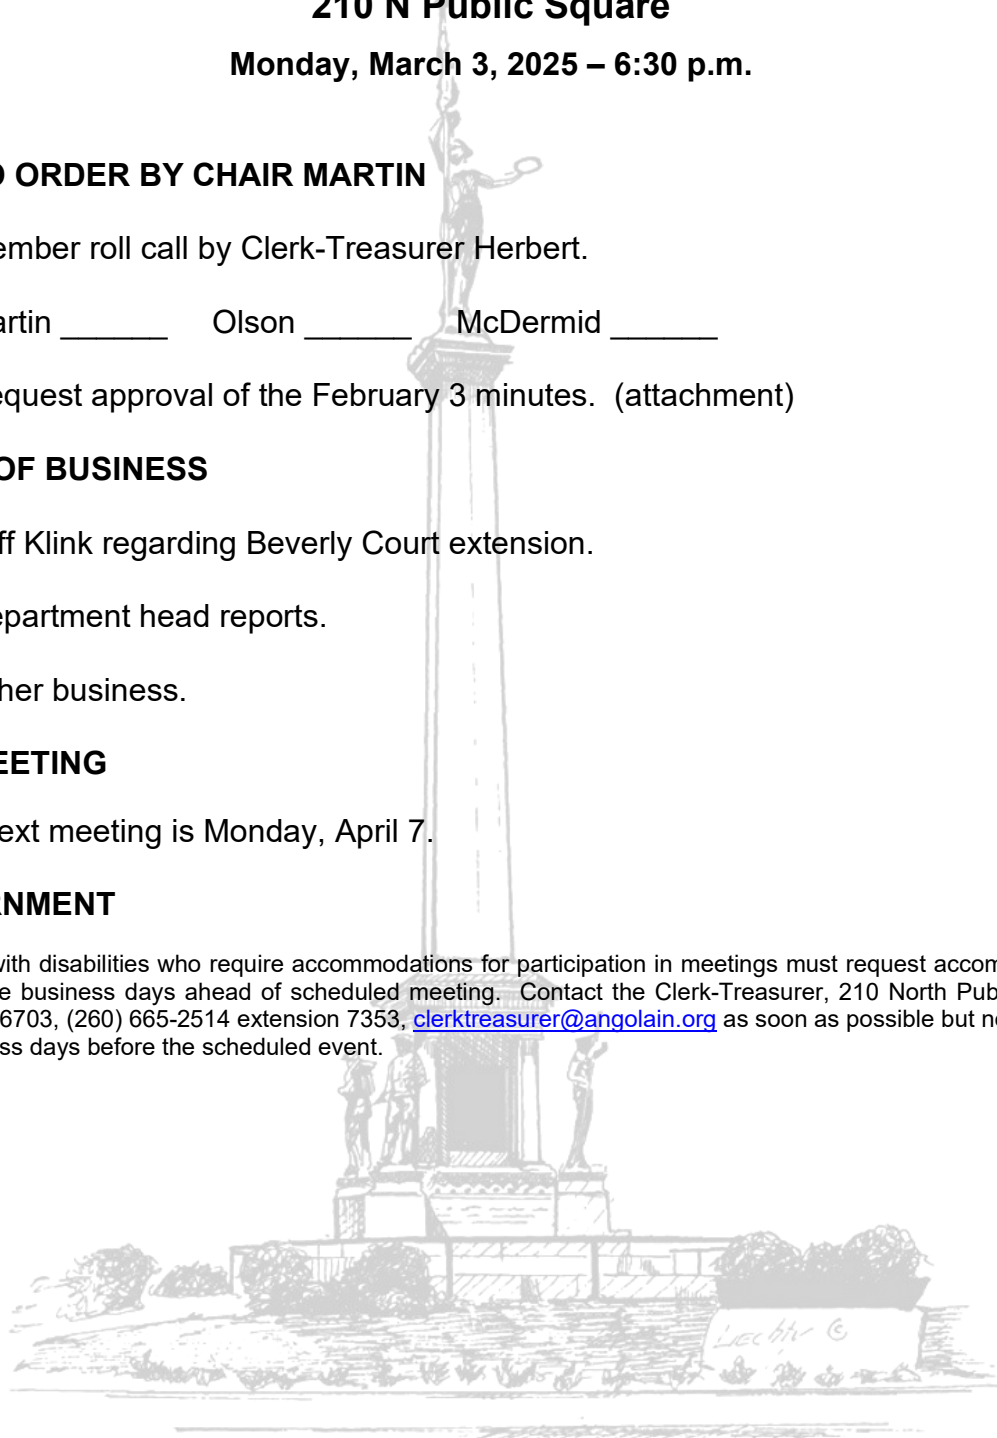 210 N Public Square
Monday, March 3, 2025 – 6:30 p.m.
O ORDER BY CHAIR MARTIN
ember roll call by Clerk-Treasurer Herbert.
artin ______ Olson ______ McDermid ______
equest approval of the February 3 minutes. (attachment)
OF BUSINESS
ff Klink regarding Beverly Court extension.
epartment head reports.
her business.
EETING
ext meeting is Monday, April 7.
RNMENT
with disabilities who require accommodations for participation in meetings must request accom
e business days ahead of scheduled meeting. Contact the Clerk-Treasurer, 210 North Pub
6703, (260) 665-2514 extension 7353, clerktreasurer@angolain.org as soon as possible but no
ss days before the scheduled event.